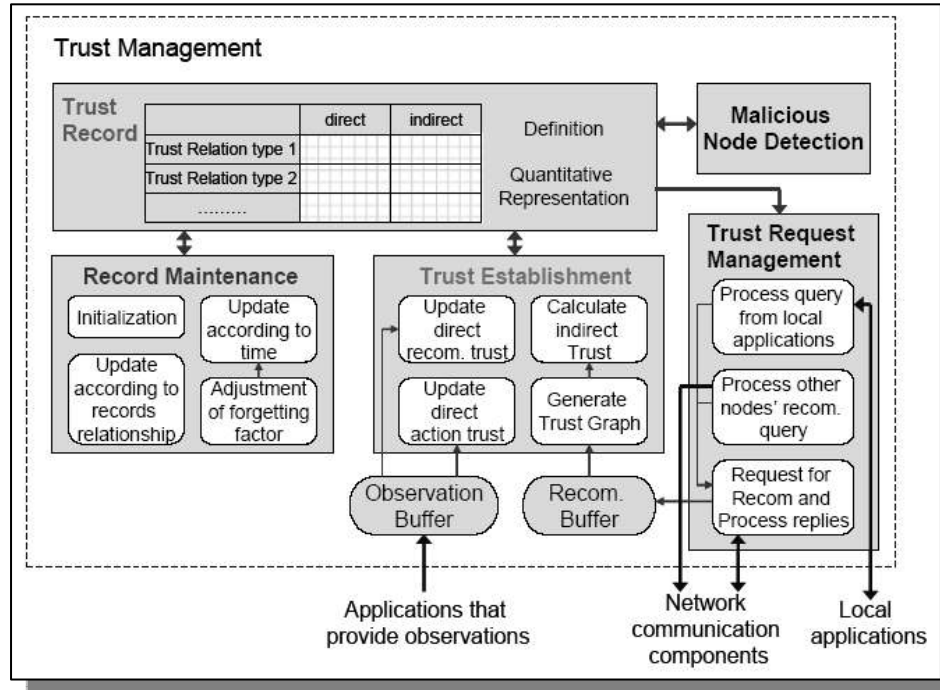 Trust Management
Trust
Record
direct
indirect
Trust Relation type 1
Trust Relation type 2
.........
Definition
Quantitative
Representation
Malicious
Node Detection
Record Maintenance
Initialization
Update
according to
time
Update
according to
records
relationship
Adjustment
of forgetting
factor
Trust Establishment
Update
direct
recom. trust
Calculate
indirect
Trust
Update
direct
action trust
Generate
Trust Graph
Trust Request
Management
Process query
from local
applications
Process other
nodes' recom.
query
Request for
Recom and
Process replies
Observation
Buffer
Recom.
Buffer
Applications that
provide observations
Network
communication
components
Local
applications